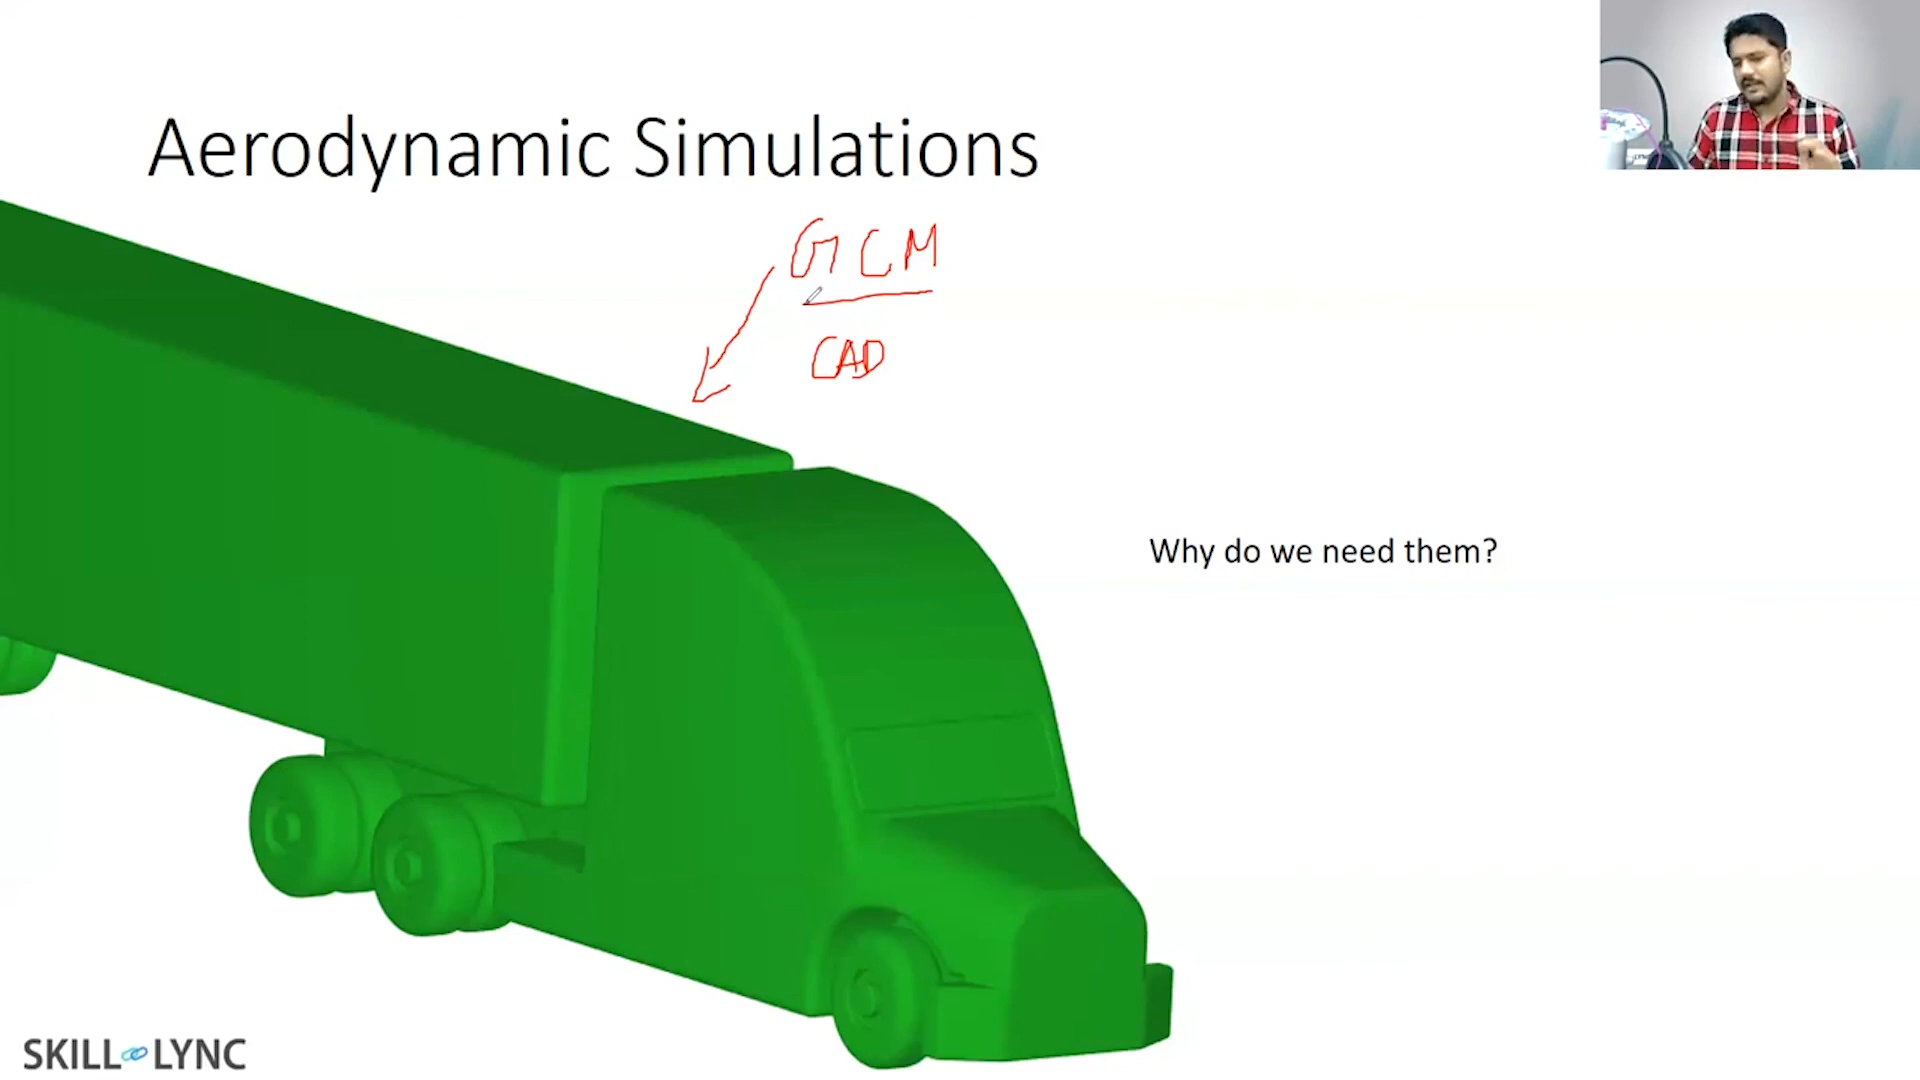 Aerodynamic Simulations
GCM
CAD
Why do we need them?
SKILL LYNC